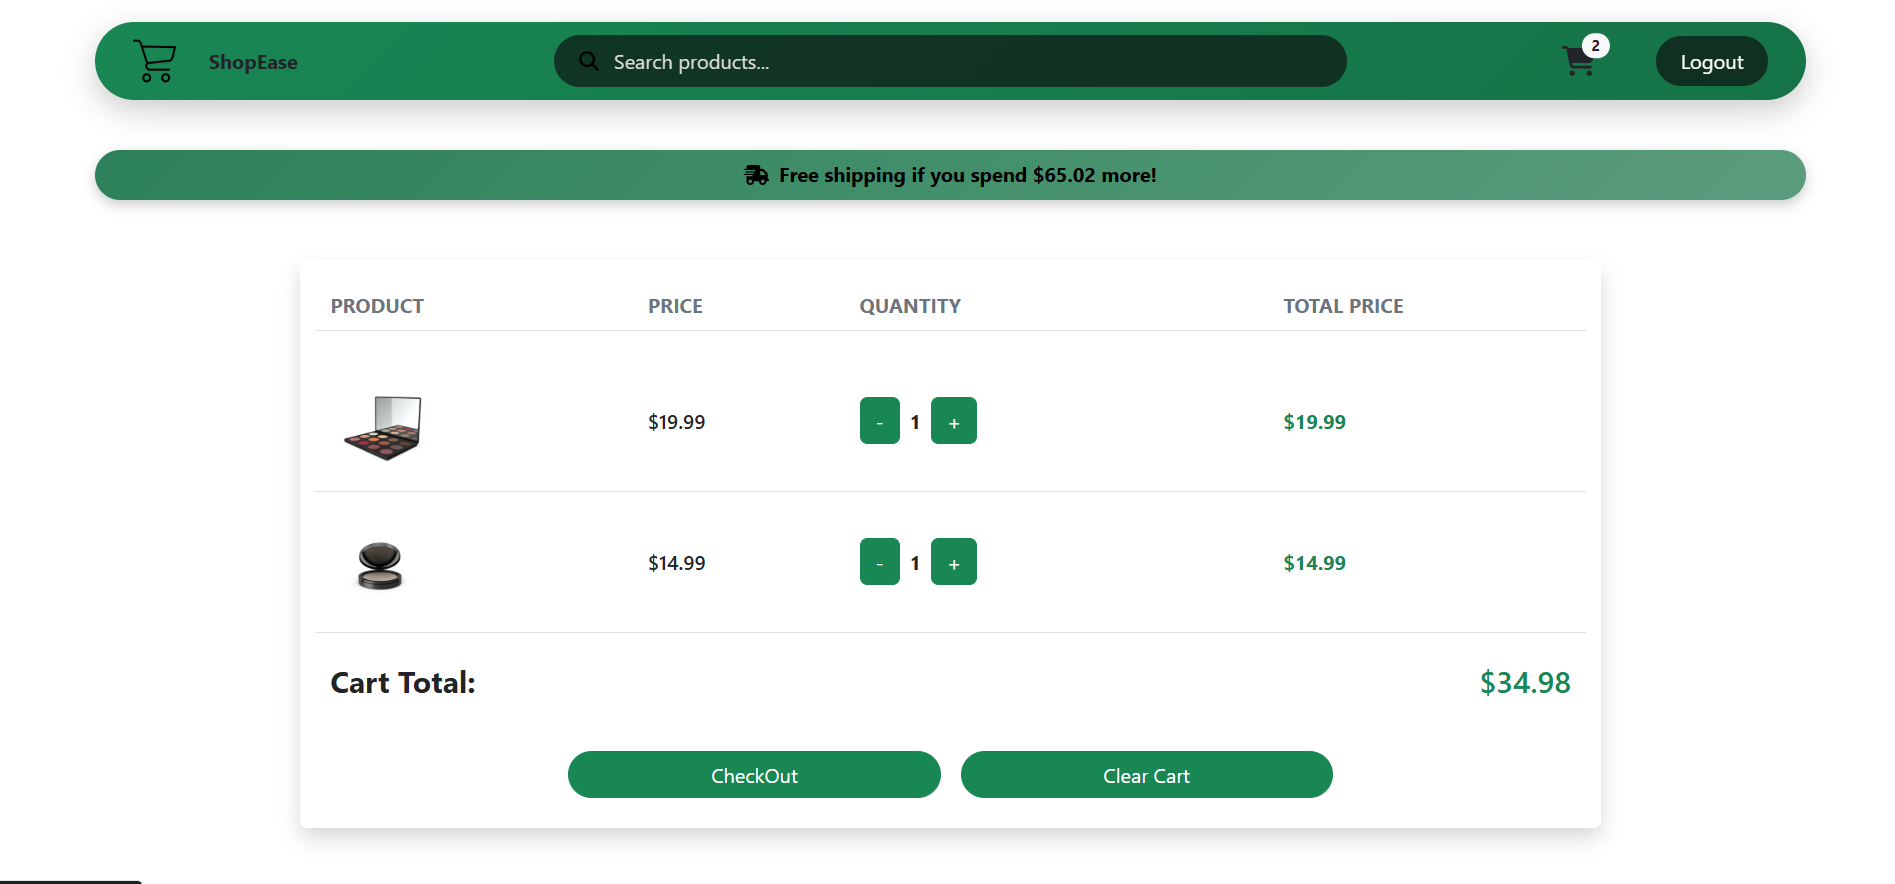 ShopEase
Search products...
2
Logout
Free shipping if you spend $65.02 more!
PRODUCT PRICE QUANTITY TOTAL PRICE
$19.99 - 1 + $19.99
$14.99 - 1 + $14.99
Cart Total: $34.98
CheckOut Clear Cart